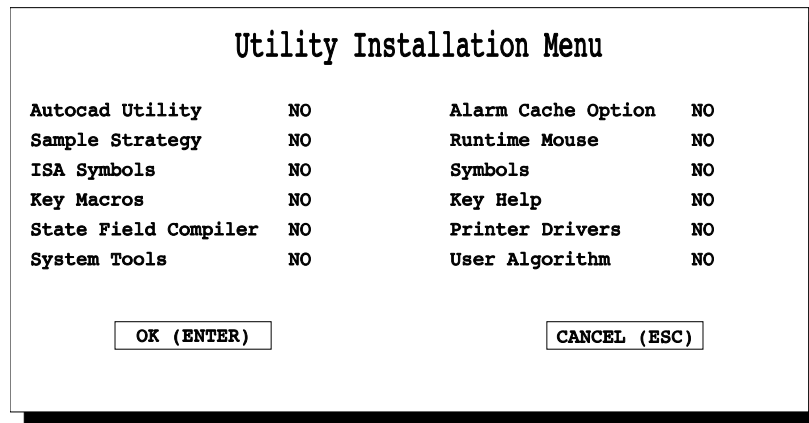 Utility Installation Menu
Autocad Utility NO Alarm Cache Option NO
Sample Strategy NO Runtime Mouse NO
ISA Symbols NO Symbols NO
Key Macros NO Key Help NO
State Field Compiler NO Printer Drivers NO
System Tools NO User Algorithm NO
OK (ENTER) CANCEL (ESC)